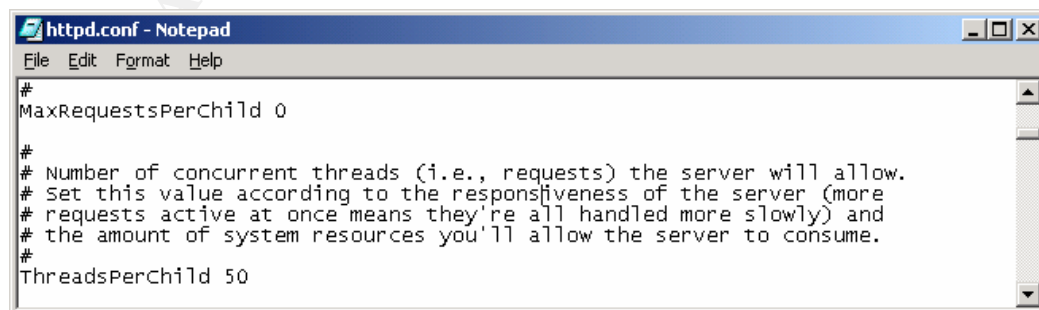 httpd.conf - Notepad
File Edit Format Help
#
MaxRequestsPerChild 0
#
# Number of concurrent threads (i.e., requests) the server will allow.
# Set this value according to the responsiveness of the server (more
# requests active at once means they're all handled more slowly) and
# the amount of system resources you'll allow the server to consume.
#
ThreadsPerChild 50